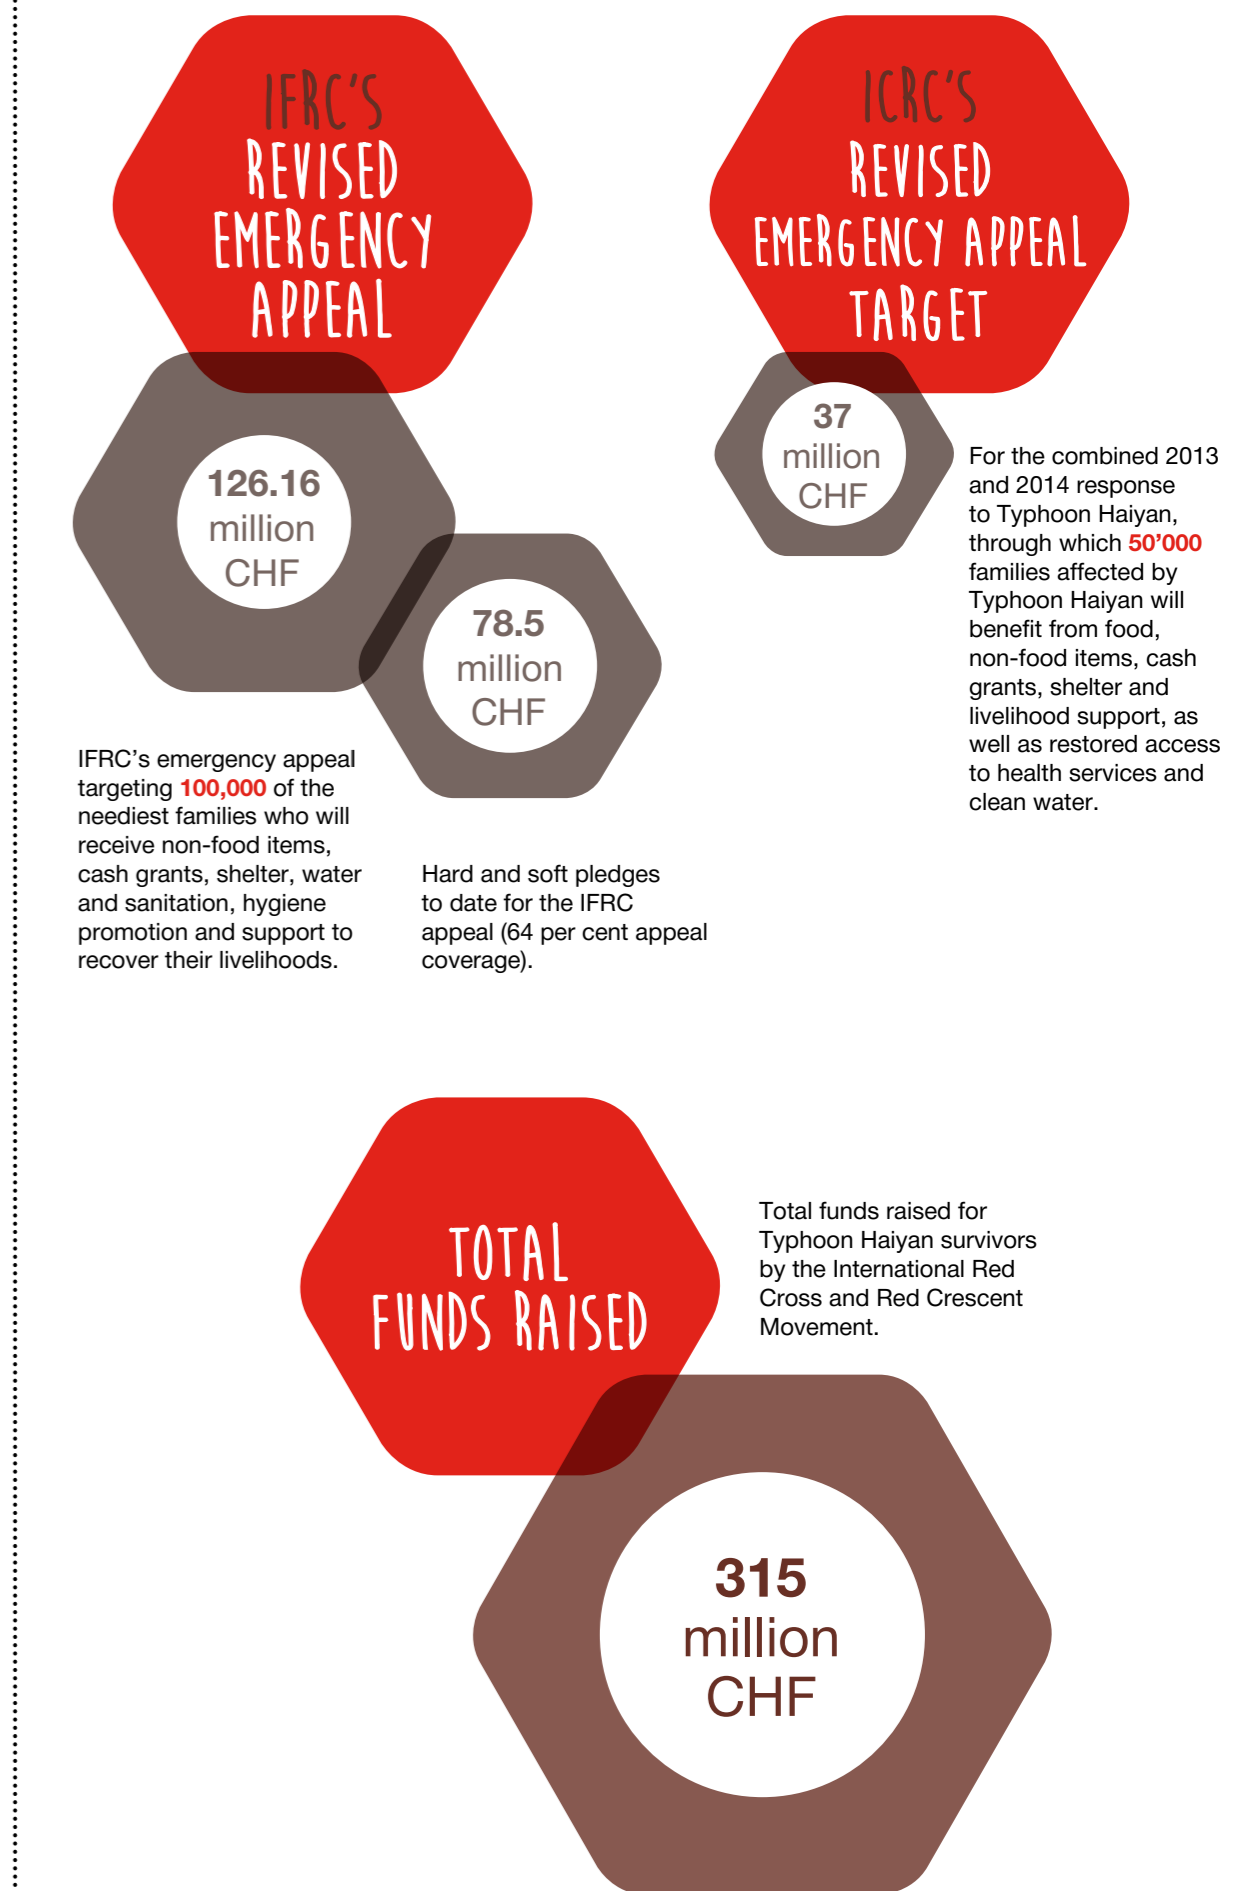 IFRC'S
REVISED
EMERGENCY
APPEAL
126.16
million
CHF
78.5
million
CHF
IFRC's emergency appeal
targeting 100,000 of the
neediest families who will
receive non-food items,
cash grants, shelter, water
and sanitation, hygiene
promotion and support to
recover their livelihoods.
Hard and soft pledges
to date for the IFRC
appeal (64 per cent appeal
coverage).
ICRC'S
REVISED
EMERGENCY APPEAL
TARGET
37
million
CHF
For the combined 2013
and 2014 response
to Typhoon Haiyan,
through which 50'000
families affected by
Typhoon Haiyan will
benefit from food,
non-food items, cash
grants, shelter and
livelihood support, as
well as restored access
to health services and
clean water.
TOTAL
FUNDS RAISED
Total funds raised for
Typhoon Haiyan survivors
by the International Red
Cross and Red Crescent
Movement.
315
million
CHF